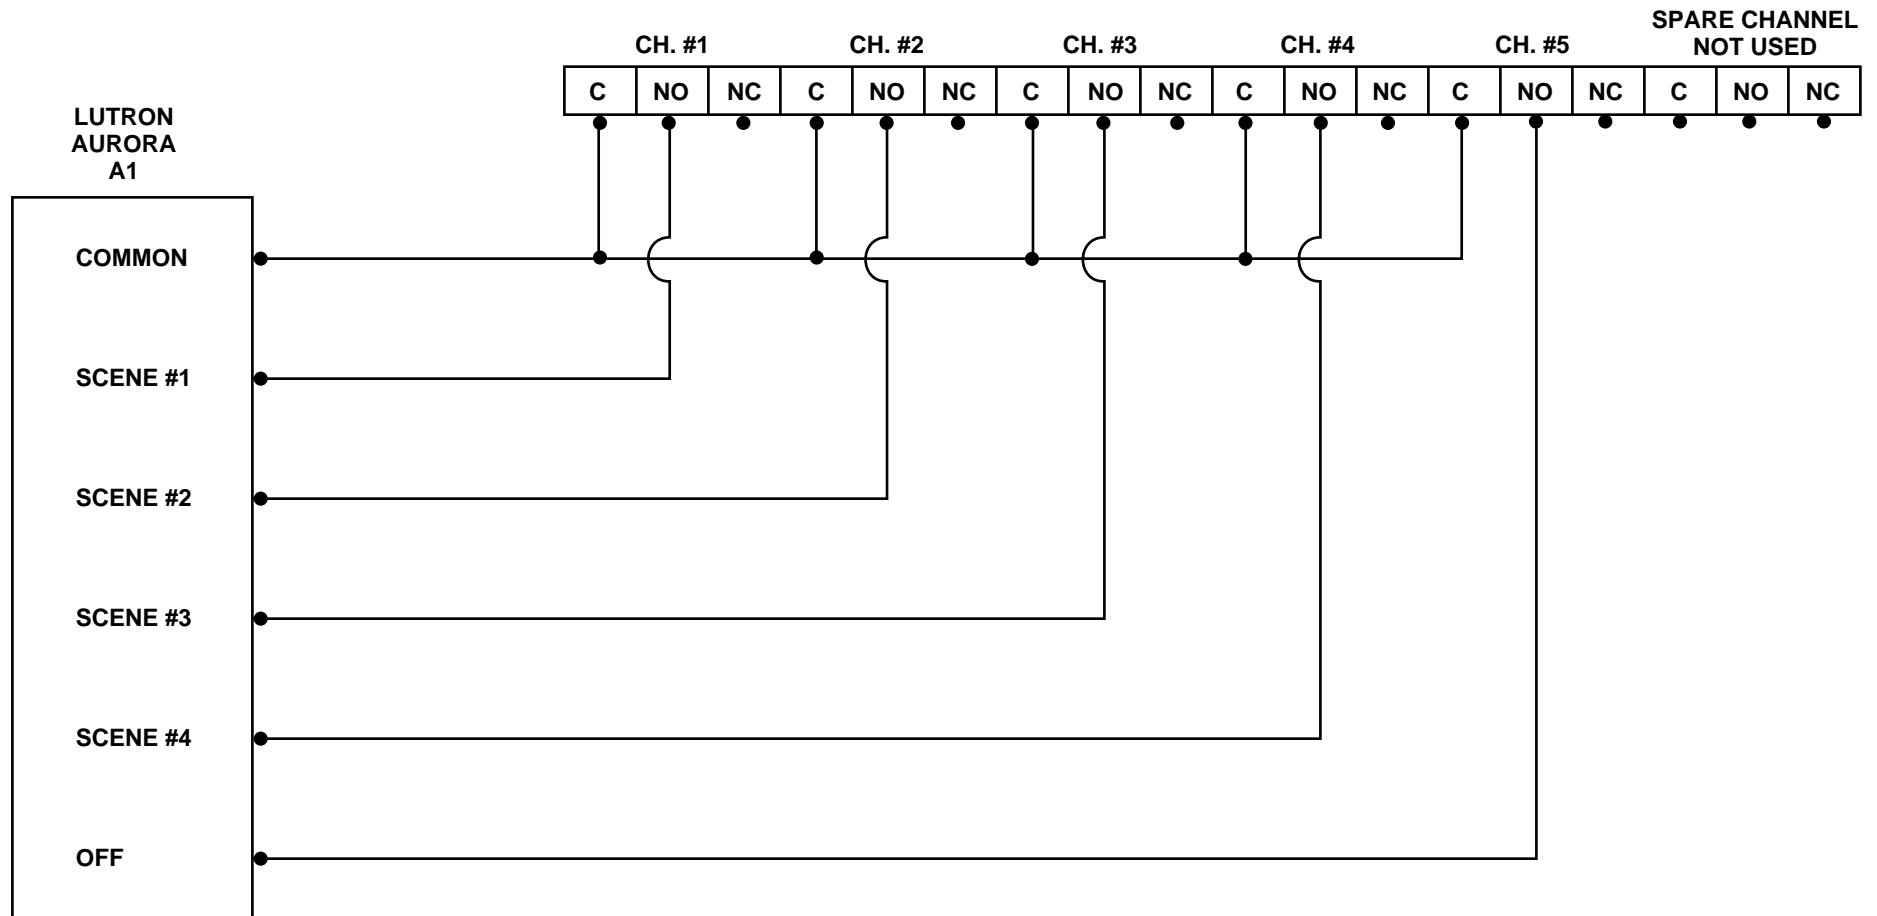 SPARE CHANNEL
NOT USED
CH. #1 CH. #2 CH. #3 CH. #4 CH. #5
C NO NC C NO NC C NO NC C NO NC C NO NC C NO NC
LUTRON
AURORA
A1
COMMON
SCENE #1
SCENE #2
SCENE #3
SCENE #4
OFF